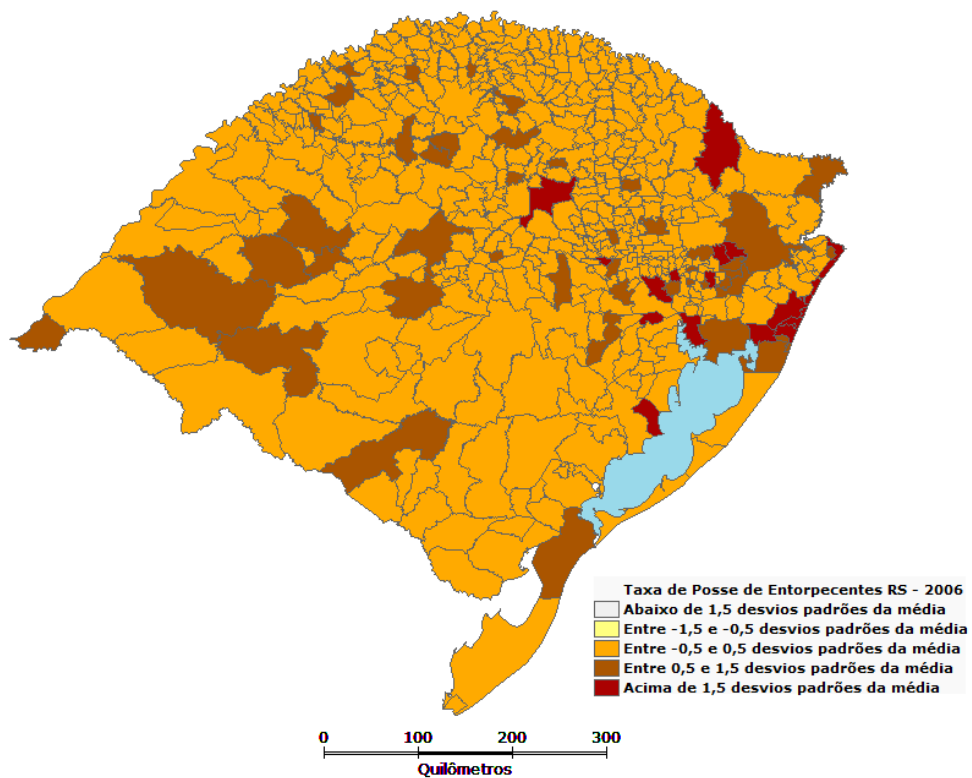 Taxa de Posse de Entorpecentes RS - 2006
Abaixo de 1,5 desvios padrões da média
Entre -1,5 e -0,5 desvios padrões da média
Entre -0,5 e 0,5 desvios padrões da média
Entre 0,5 e 1,5 desvios padrões da média
Acima de 1,5 desvios padrões da média
0 100 200 300
Quilômetros